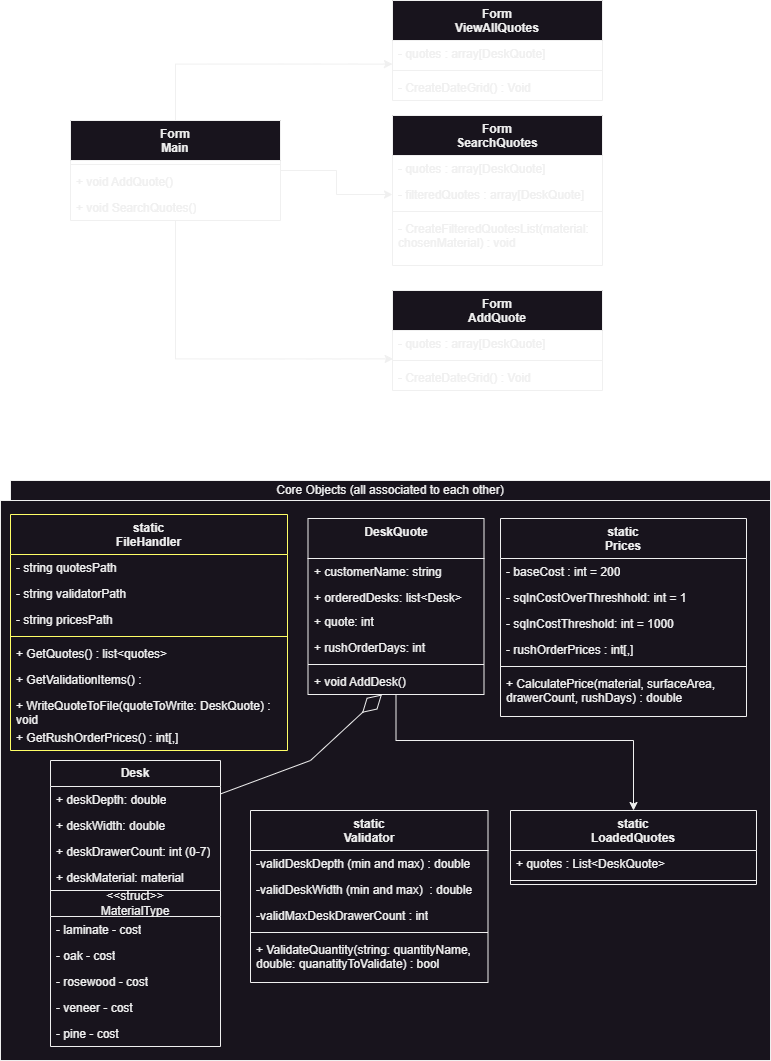 Form
ViewAllQuotes
- quotes : array[DeskQuote]
- CreateDateGrid() : Void
Form
Main
+ void AddQuote()
+ void SearchQuotes()
Form
SearchQuotes
- quotes : array[DeskQuote]
- filteredQuotes : array[DeskQuote]
- CreateFilteredQuotesList(material:
chosenMaterial) : void
Form
AddQuote
- quotes : array[DeskQuote]
- CreateDateGrid() : Void
Core Objects (all associated to each other)
static
FileHandler
- string quotesPath
- string validatorPath
- string pricesPath
+ GetQuotes() : list<quotes>
+ GetValidationItems() :
+ WriteQuoteToFile(quoteToWrite: DeskQuote) :
void
+ GetRushOrderPrices() : int[,]
DeskQuote
+ customerName: string
+ orderedDesks: list<Desk>
+ quote: int
+ rushOrderDays: int
+ void AddDesk()
static
Prices
- baseCost : int = 200
- sqInCostOverThreshhold: int = 1
- sqInCostThreshold: int = 1000
- rushOrderPrices : int[,]
+ CalculatePrice(material, surfaceArea,
drawerCount, rushDays) : double
Desk
+ deskDepth: double
+ deskWidth: double
+ deskDrawerCount: int (0-7)
+ deskMaterial: material
<<struct>>
MaterialType
- laminate - cost
- oak - cost
- rosewood - cost
- veneer - cost
- pine - cost
static
Validator
-validDeskDepth (min and max) : double
-validDeskWidth (min and max)  : double
-validMaxDeskDrawerCount : int
+ ValidateQuantity(string: quantityName,
double: quanatityToValidate) : bool
static
LoadedQuotes
+ quotes : List<DeskQuote>